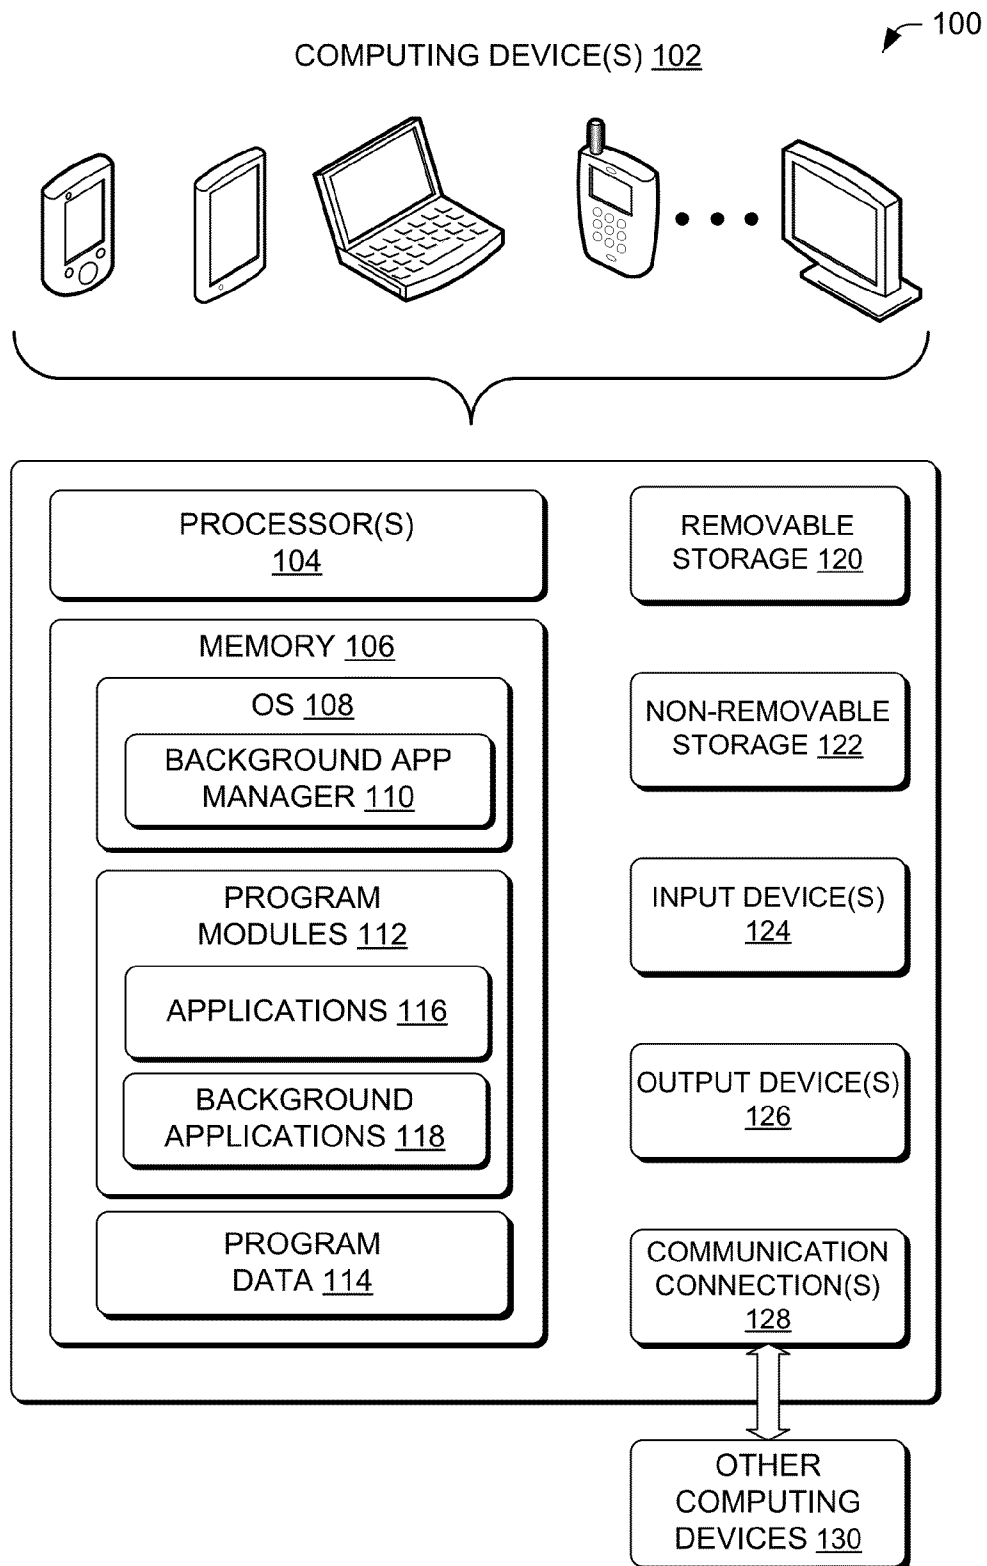 100
COMPUTING DEVICE(S) 102
PROCESSOR(S)
104
MEMORY 106
OS 108
BACKGROUND APP
MANAGER 110
PROGRAM
MODULES 112
APPLICATIONS 116
BACKGROUND
APPLICATIONS 118
PROGRAM
DATA 114
REMOVABLE
STORAGE 120
NON-REMOVABLE
STORAGE 122
INPUT DEVICE(S)
124
OUTPUT DEVICE(S)
126
COMMUNICATION
CONNECTION(S)
128
OTHER
COMPUTING
DEVICES 130